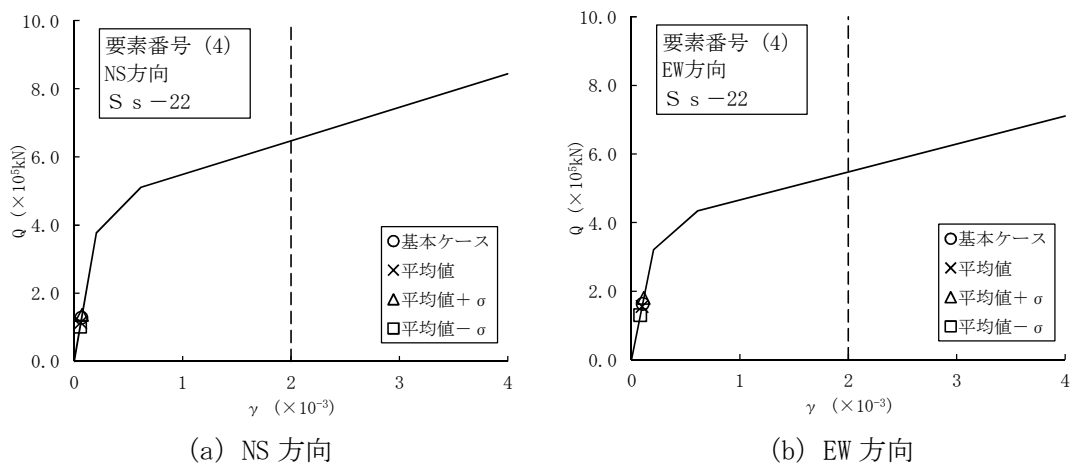 10.0
8.0
6.0
4.0
2.0
0.0
Q (×10⁵kN)
要素番号 (4)
NS方向
Ｓｓ－22
基本ケース
平均値
平均値＋σ
平均値－σ
0 1 2 3 4
γ (×10⁻³)
(a) NS 方向
10.0
8.0
6.0
4.0
2.0
0.0
Q (×10⁵kN)
要素番号 (4)
EW方向
Ｓｓ－22
基本ケース
平均値
平均値＋σ
平均値－σ
0 1 2 3 4
γ (×10⁻³)
(b) EW 方向